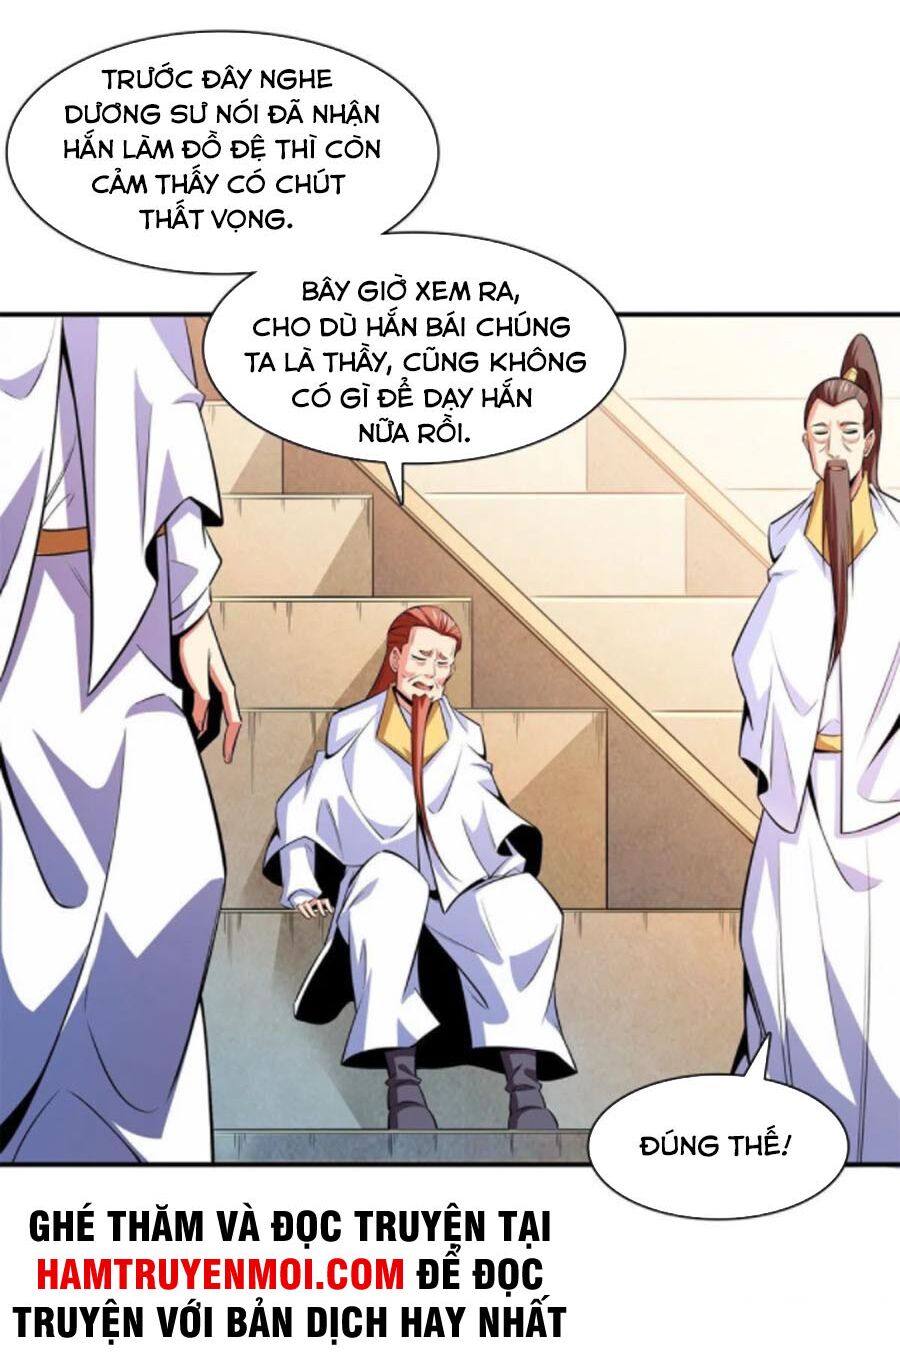 TRƯỚC ĐÂY NGHE
DƯƠNG SƯ NÓI ĐÃ NHẬN
HẮN LÀM ĐỒ ĐỆ THÌ CÒN
CẢM THẤY CÓ CHÚT
THẤT VỌNG.
BÂY GIỜ XEM RA,
CHO DÙ HẮN BÁI CHÚNG
TA LÀ THẦY, CŨNG KHÔNG
CÓ GÌ ĐỂ DẠY HẮN
NỮA RỒI.
ĐÚNG THẾ!
GHÉ THĂM VÀ ĐỌC TRUYỆN TẠI
HAMTRUYENMOI.COM ĐỂ ĐỌC
TRUYỆN VỚI BẢN DỊCH HAY NHẤT